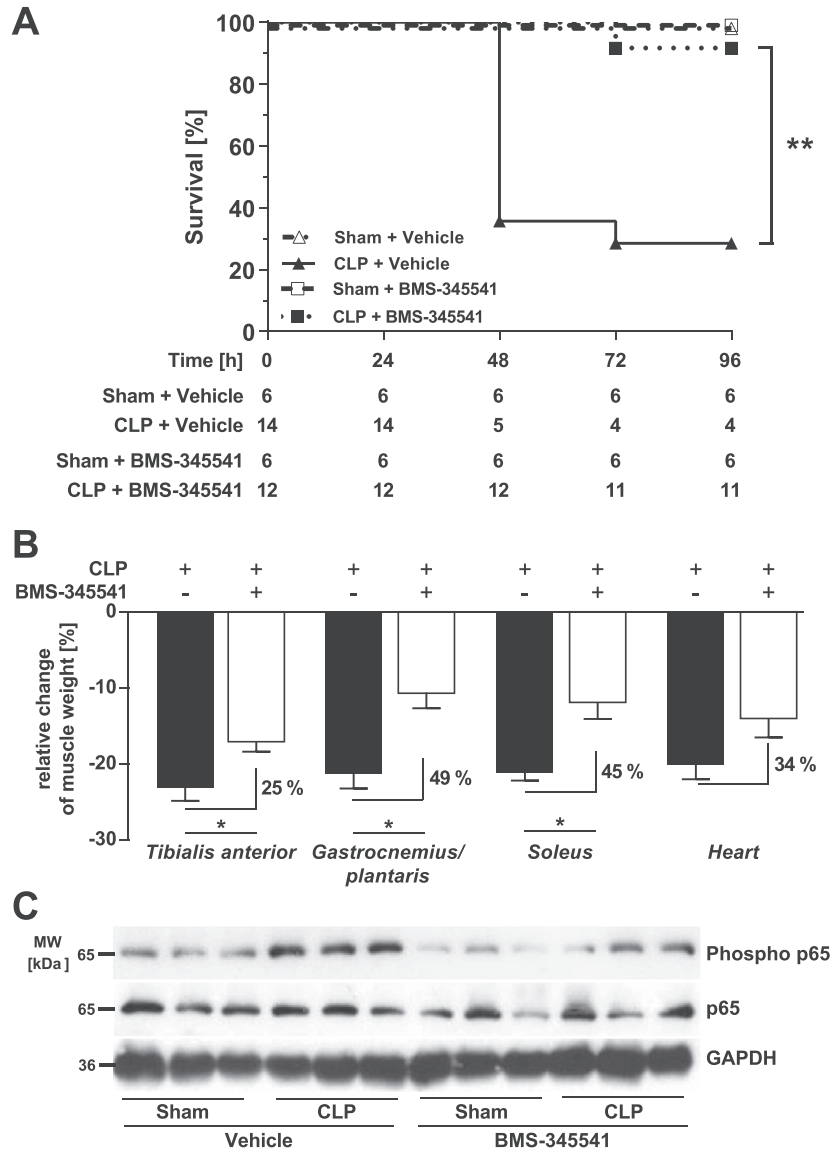 A
Survival [%]
100
80
60
40
20
0
**
Sham + Vehicle
CLP + Vehicle
Sham + BMS-345541
CLP + BMS-345541
Time [h] 0 24 48 72 96
Sham + Vehicle 6 6 6 6 6
CLP + Vehicle 14 14 5 4 4
Sham + BMS-345541 6 6 6 6 6
CLP + BMS-345541 12 12 12 11 11
B
CLP + + + + + + + +
BMS-345541 - + - + - + - +
relative change
of muscle weight [%]
0
-10
-20
-30
25 %
49 %
45 %
34 %
* * *
Tibialis anterior Gastrocnemius/ Soleus Heart
plantaris
C
MW
[kDa]
65 Phospho p65
65 p65
36 GAPDH
Sham CLP Sham CLP
Vehicle BMS-345541